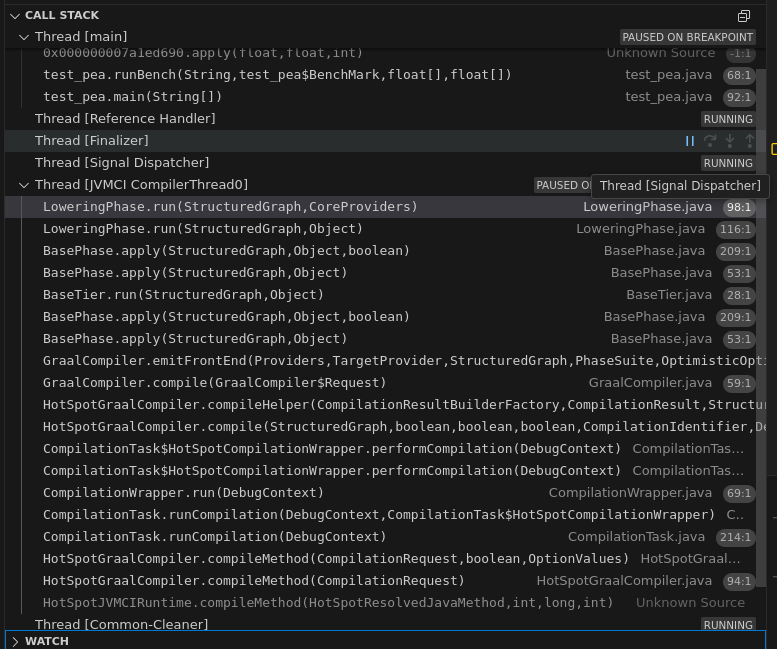 CALL STACK
Thread [main] PAUSED ON BREAKPOINT
0x000000007a1ed690.apply(float,float,int) Unknown Source -1:1
test_pea.runBench(String,test_pea$BenchMark,float[],float[]) test_pea.java 68:1
test_pea.main(String[]) test_pea.java 92:1
Thread [Reference Handler] RUNNING
Thread [Finalizer]
Thread [Signal Dispatcher] RUNNING
Thread [JVMCI CompilerThread0] PAUSED O Thread [Signal Dispatcher]
LoweringPhase.run(StructuredGraph,CoreProviders) LoweringPhase.java 98:1
LoweringPhase.run(StructuredGraph,Object) LoweringPhase.java 116:1
BasePhase.apply(StructuredGraph,Object,boolean) BasePhase.java 209:1
BasePhase.apply(StructuredGraph,Object) BasePhase.java 53:1
BaseTier.run(StructuredGraph,Object) BaseTier.java 28:1
BasePhase.apply(StructuredGraph,Object,boolean) BasePhase.java 209:1
BasePhase.apply(StructuredGraph,Object) BasePhase.java 53:1
GraalCompiler.emitFrontEnd(Providers,TargetProvider,StructuredGraph,PhaseSuite,OptimisticOpti
GraalCompiler.compile(GraalCompiler$Request) GraalCompiler.java 59:1
HotSpotGraalCompiler.compileHelper(CompilationResultBuilderFactory,CompilationResult,Structur
HotSpotGraalCompiler.compile(StructuredGraph,boolean,boolean,boolean,CompilationIdentifier,De
CompilationTask$HotSpotCompilationWrapper.performCompilation(DebugContext) CompilationTas...
CompilationTask$HotSpotCompilationWrapper.performCompilation(DebugContext) CompilationTas...
CompilationWrapper.run(DebugContext) CompilationWrapper.java 69:1
CompilationTask.runCompilation(DebugContext,CompilationTask$HotSpotCompilationWrapper) C..
CompilationTask.runCompilation(DebugContext) CompilationTask.java 214:1
HotSpotGraalCompiler.compileMethod(CompilationRequest,boolean,OptionValues) HotSpotGraal...
HotSpotGraalCompiler.compileMethod(CompilationRequest) HotSpotGraalCompiler.java 94:1
HotSpotJVMCIRuntime.compileMethod(HotSpotResolvedJavaMethod,int,long,int) Unknown Source
Thread [Common-Cleaner] RUNNING
WATCH